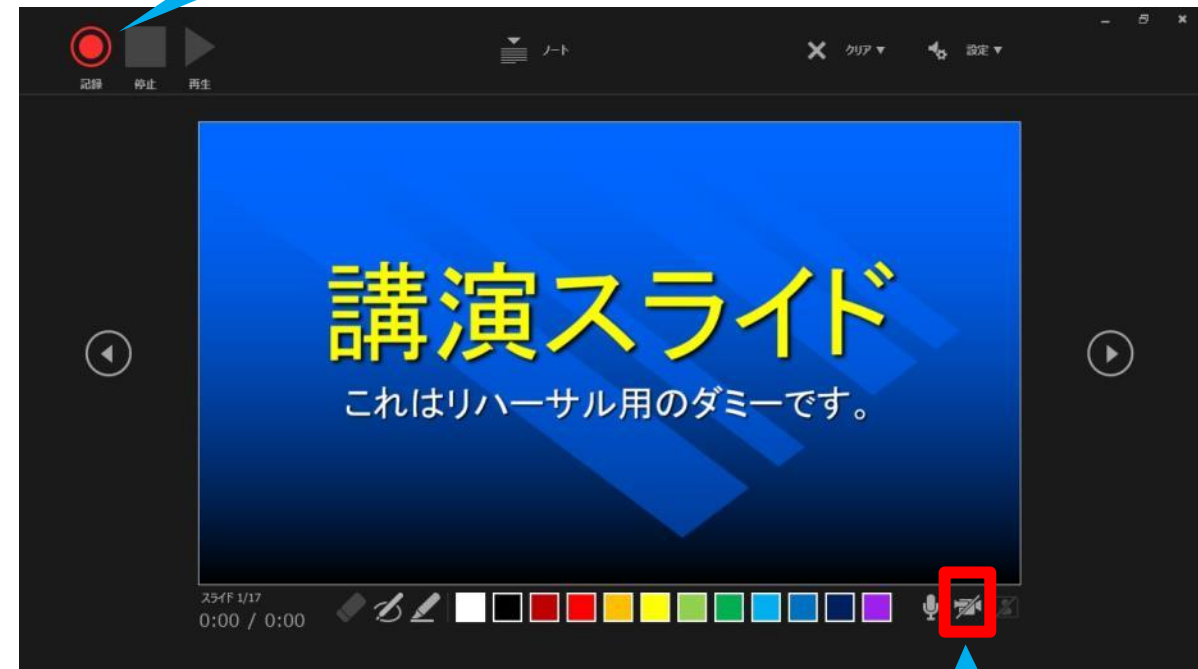 ノート
クリア
設定
記録 停止 再生
講演スライド
これはリハーサル用のダミーです。
スライド 1/17
0:00 / 0:00